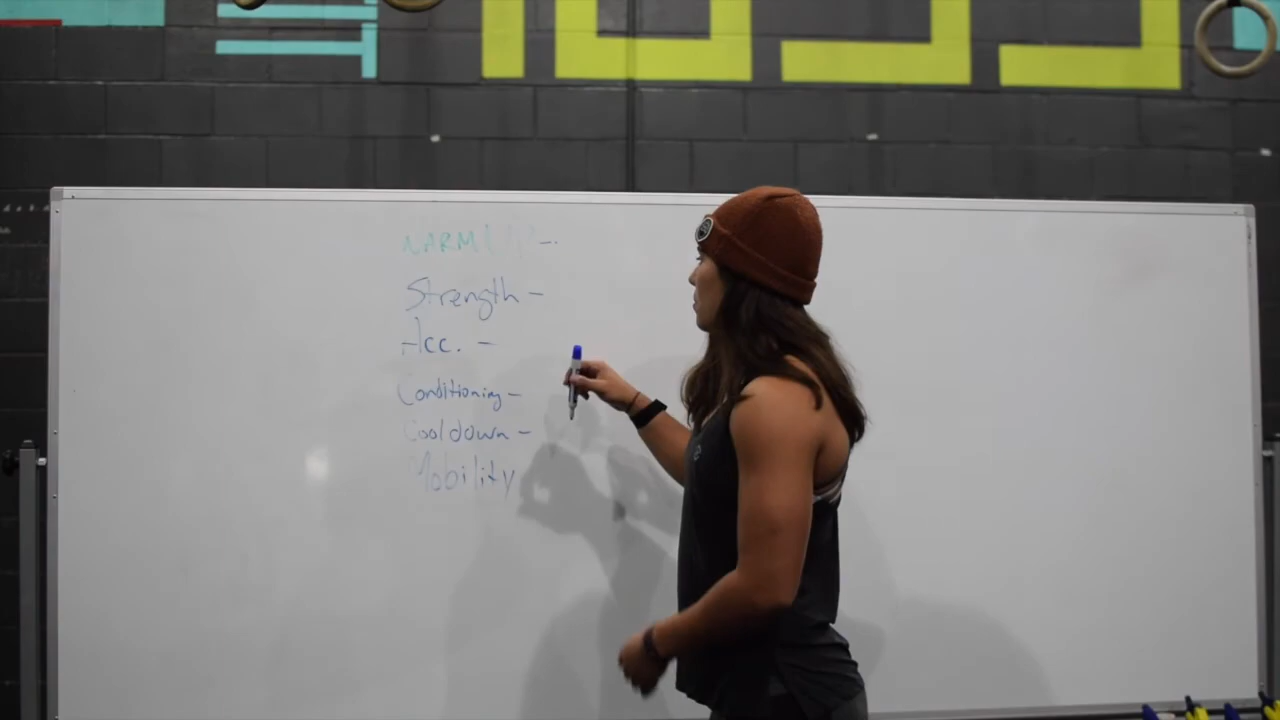 WARM UP -.
Strength -
Acc. -
Conditioning -
Cooldown -
Mobility